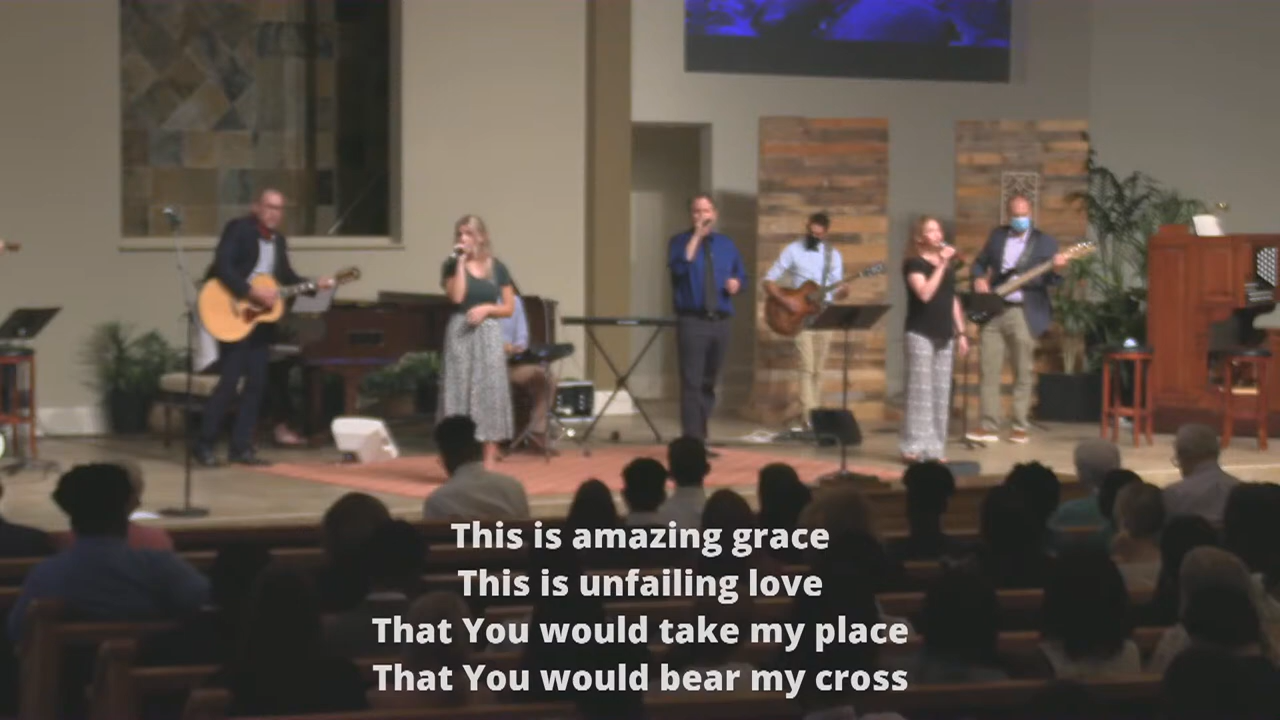 This is amazing grace
This is unfailing love
That You would take my place
That You would bear my cross